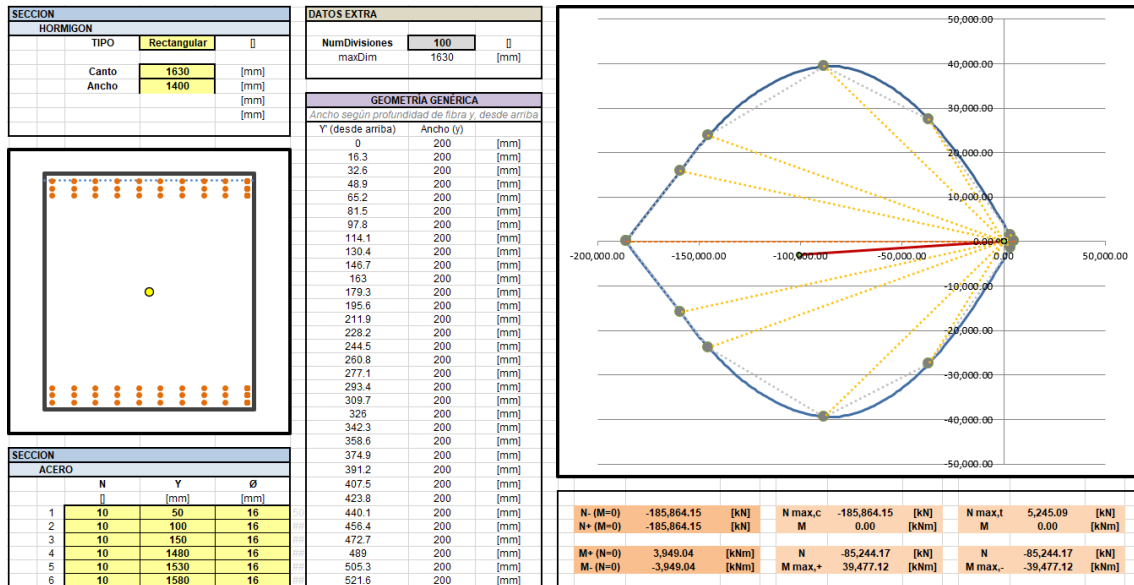 SECCION
HORMIGON
TIPO Rectangular []
Canto 1630 [mm]
Ancho 1400 [mm]
[mm]
[mm]
DATOS EXTRA
NumDivisiones 100 []
maxDim 1630 [mm]
GEOMETRÍA GENÉRICA
Ancho según profundidad de fibra y, desde arriba
Y' (desde arriba) Ancho (y)
0 200 [mm]
16.3 200 [mm]
32.6 200 [mm]
48.9 200 [mm]
65.2 200 [mm]
81.5 200 [mm]
97.8 200 [mm]
114.1 200 [mm]
130.4 200 [mm]
146.7 200 [mm]
163 200 [mm]
179.3 200 [mm]
195.6 200 [mm]
211.9 200 [mm]
228.2 200 [mm]
244.5 200 [mm]
260.8 200 [mm]
277.1 200 [mm]
293.4 200 [mm]
309.7 200 [mm]
326 200 [mm]
342.3 200 [mm]
358.6 200 [mm]
374.9 200 [mm]
391.2 200 [mm]
407.5 200 [mm]
423.8 200 [mm]
440.1 200 [mm]
456.4 200 [mm]
472.7 200 [mm]
489 200 [mm]
505.3 200 [mm]
521.6 200 [mm]
SECCION
ACERO
N Y Ø
[] [mm] [mm]
1 10 50 16
2 10 100 16
3 10 150 16
4 10 1480 16
5 10 1530 16
6 10 1580 16
50,000.00
40,000.00
30,000.00
20,000.00
10,000.00
0.00
-200,000.00 -150,000.00 -100,000.00 -50,000.00 0.00 50,000.00
-10,000.00
-20,000.00
-30,000.00
-40,000.00
-50,000.00
N- (M=0) -185,864.15 [kN] N max,c -185,864.15 [kN] N max,t 5,245.09 [kN]
N+ (M=0) -185,864.15 [kN] M 0.00 [kNm] M 0.00 [kNm]
M+ (N=0) 3,949.04 [kNm] N -85,244.17 [kN] N -85,244.17 [kN]
M- (N=0) -3,949.04 [kNm] M max,+ 39,477.12 [kNm] M max,- -39,477.12 [kNm]